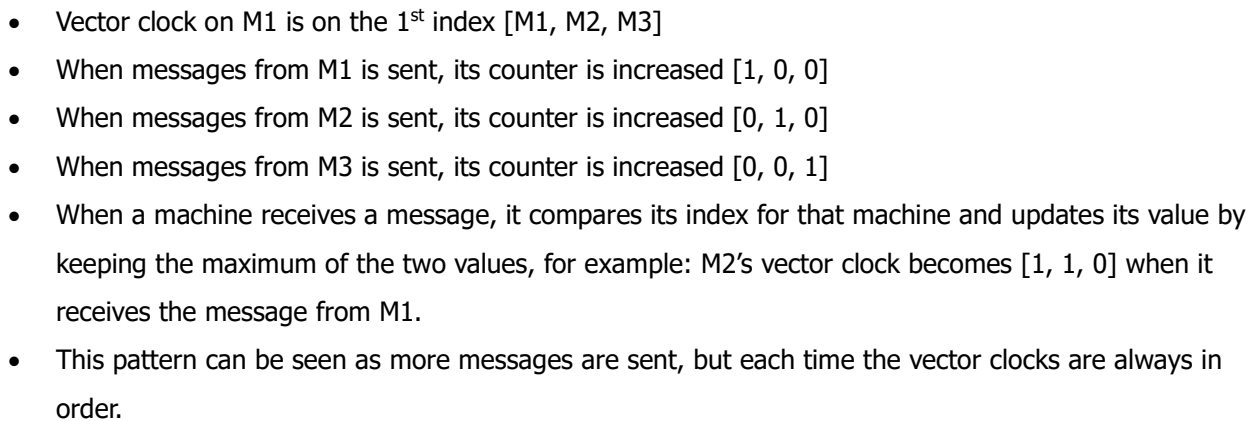 • Vector clock on M1 is on the 1st index [M1, M2, M3]
• When messages from M1 is sent, its counter is increased [1, 0, 0]
• When messages from M2 is sent, its counter is increased [0, 1, 0]
• When messages from M3 is sent, its counter is increased [0, 0, 1]
• When a machine receives a message, it compares its index for that machine and updates its value by
keeping the maximum of the two values, for example: M2’s vector clock becomes [1, 1, 0] when it
receives the message from M1.
• This pattern can be seen as more messages are sent, but each time the vector clocks are always in
order.